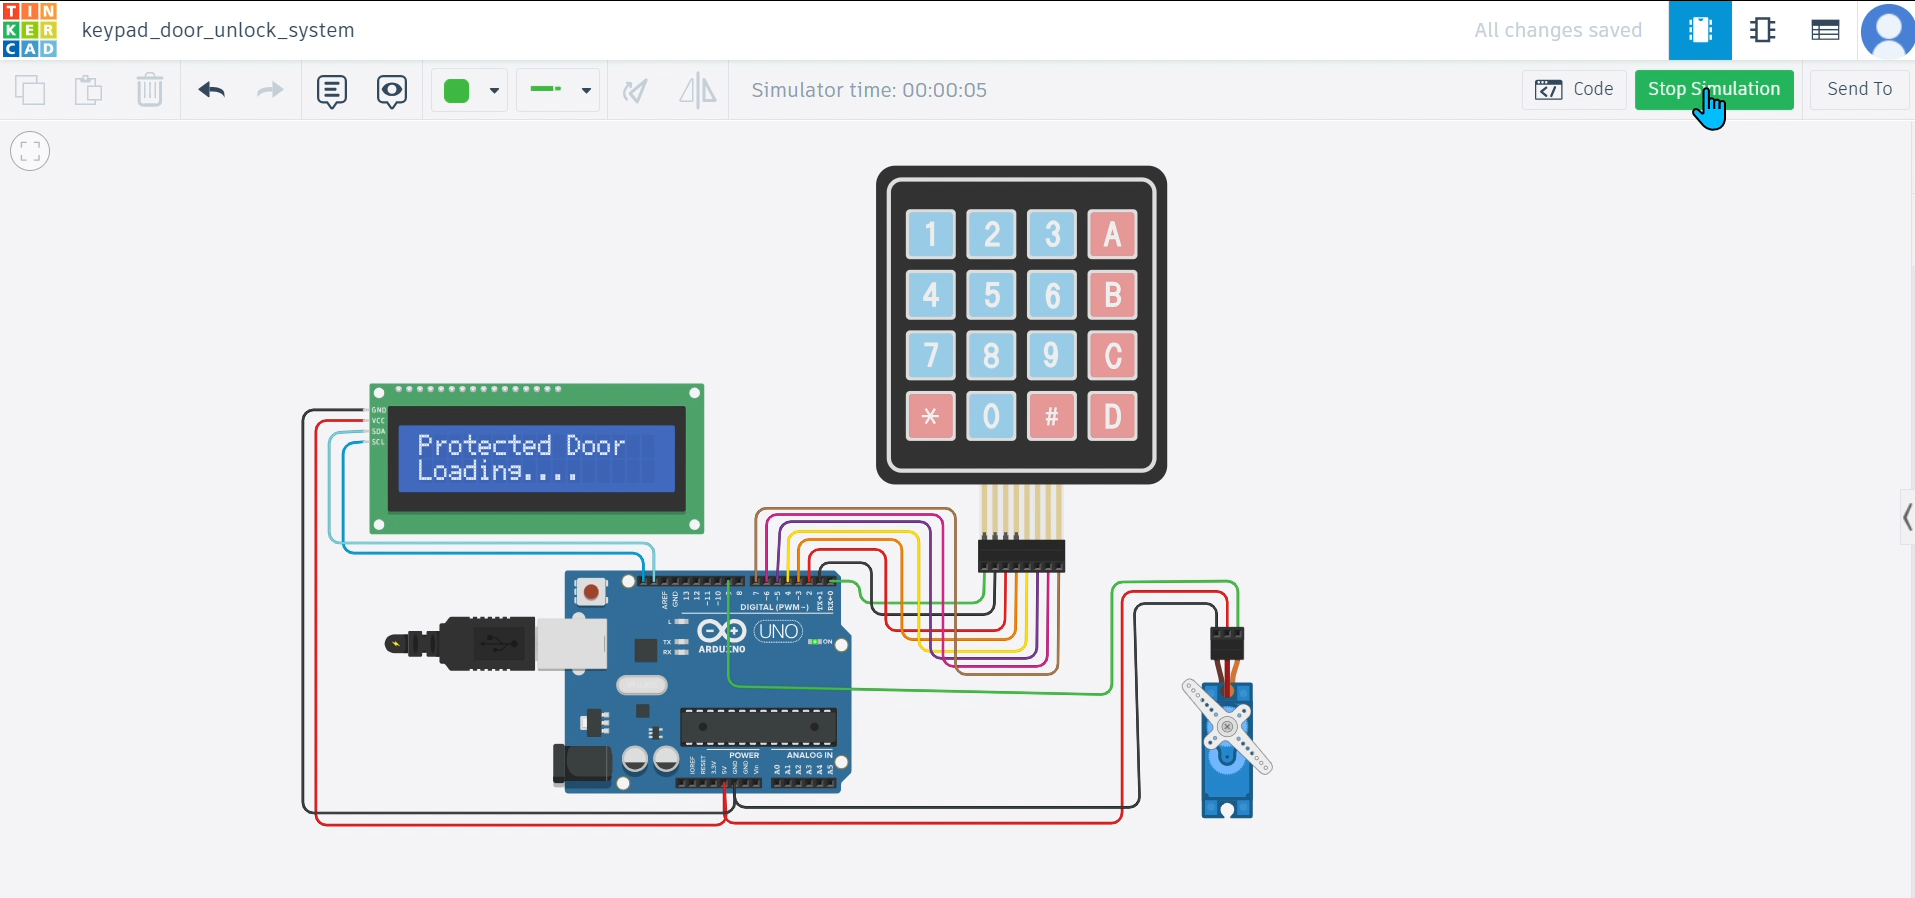 TIN
KER
CAD
keypad_door_unlock_system
All changes saved
Simulator time: 00:00:05
Code
Stop Simulation
Send To
1 2 3 A
4 5 6 B
7 8 9 C
* 0 # D
GND
VCC
SDA
SCL
Protected Door
Loading....
AREF
GND
13
12
~11
~10
8
7
~6
~5
4
~3
2
TX→1
RX←0
DIGITAL (PWM~)
L
TX
RX
UNO
ON
ARDUINO
POWER
ANALOG IN
IOREF
RESET
3.3V
5V
GND
GND
Vin
A0
A1
A2
A3
A4
A5